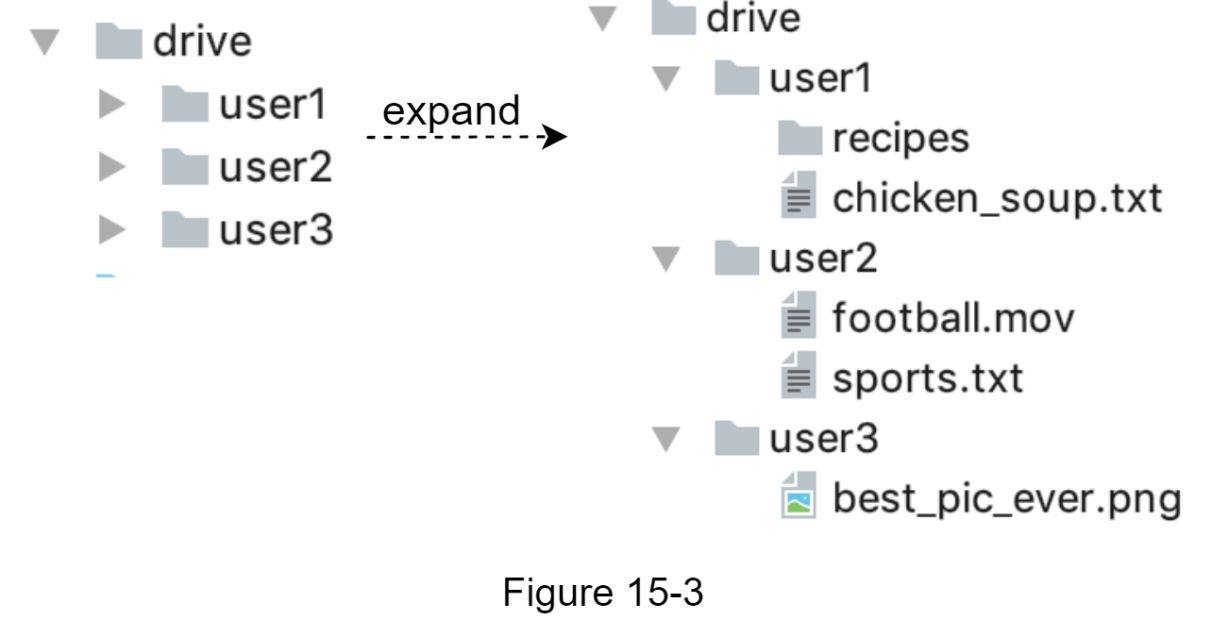 drive
user1
user2
user3
expand
drive
user1
recipes
chicken_soup.txt
user2
football.mov
sports.txt
user3
best_pic_ever.png
Figure 15-3